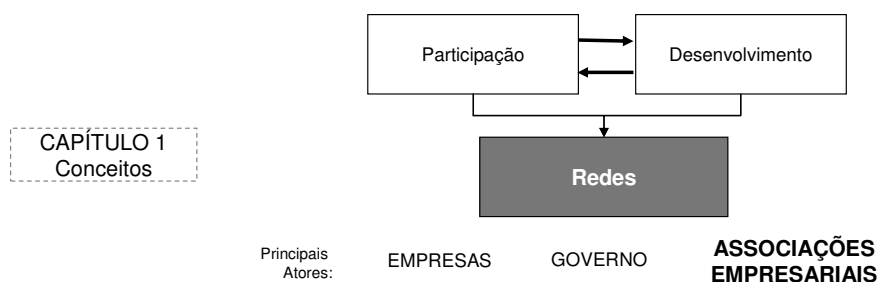 Participação
Desenvolvimento
CAPÍTULO 1
Conceitos
Redes
Principais
Atores:
EMPRESAS
GOVERNO
ASSOCIAÇÕES
EMPRESARIAIS